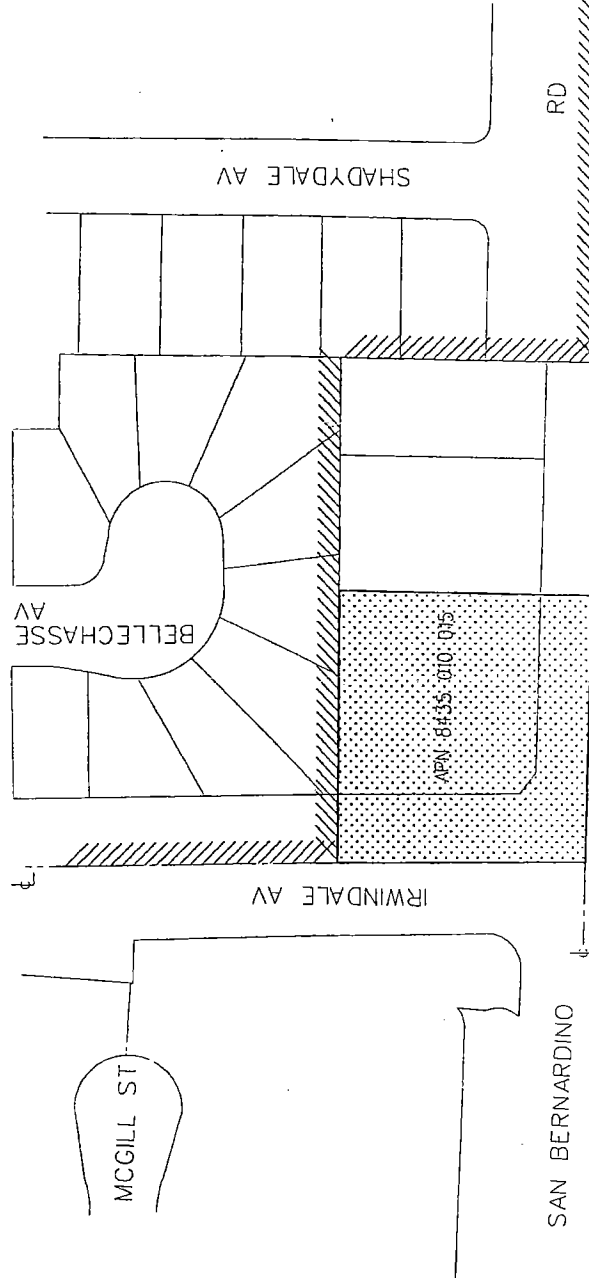 SHADYDALE AV
RD
BELLECHASSE
AV
APN 8435 010 015
IRWINDALE AV
MCGILL ST
SAN BERNARDINO